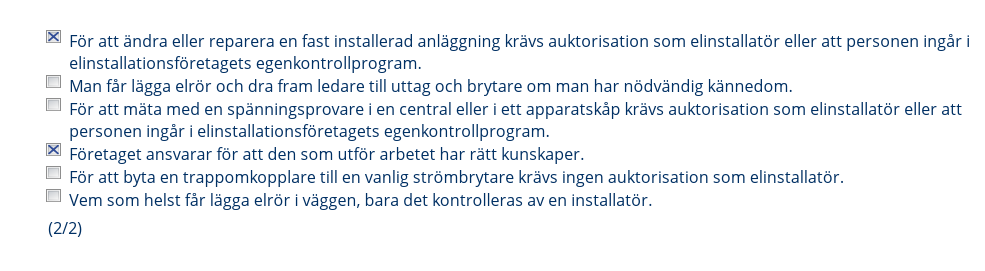 För att ändra eller reparera en fast installerad anläggning krävs auktorisation som elinstallatör eller att personen ingår i
elinstallationsföretagets egenkontrollprogram.
Man får lägga elrör och dra fram ledare till uttag och brytare om man har nödvändig kännedom.
För att mäta med en spänningsprovare i en central eller i ett apparatskåp krävs auktorisation som elinstallatör eller att
personen ingår i elinstallationsföretagets egenkontrollprogram.
Företaget ansvarar för att den som utför arbetet har rätt kunskaper.
För att byta en trappomkopplare till en vanlig strömbrytare krävs ingen auktorisation som elinstallatör.
Vem som helst får lägga elrör i väggen, bara det kontrolleras av en installatör.
(2/2)